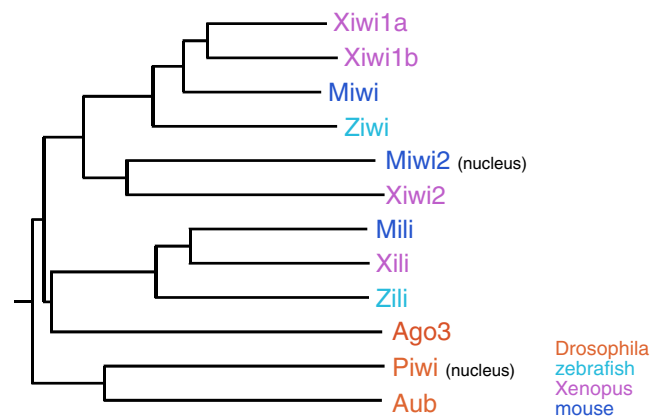 Xiwi1a
Xiwi1b
Miwi
Ziwi
Miwi2 (nucleus)
Xiwi2
Mili
Xili
Zili
Ago3
Piwi (nucleus)
Aub
Drosophila
zebrafish
Xenopus
mouse